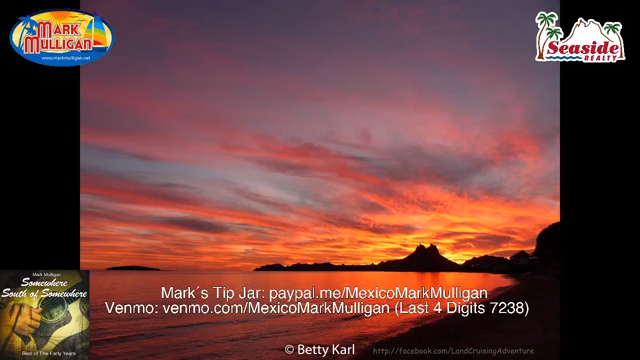 MARK
MULLIGAN
www.markmulligan.net
Seaside
REALTY
Mark Mulligan
Somewhere
South of Somewhere
Best of The Early Years
Mark´s Tip Jar: paypal.me/MexicoMarkMulligan
Venmo: venmo.com/MexicoMarkMulligan (Last 4 Digits 7238)
© Betty Karl
http://facebook.com/LandCruisingAdventure